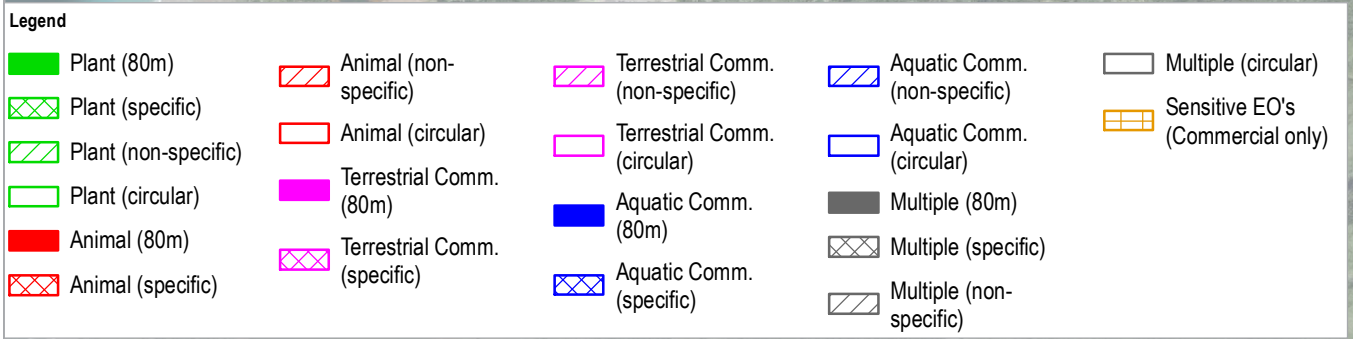 Legend
Plant (80m)
Plant (specific)
Plant (non-specific)
Plant (circular)
Animal (80m)
Animal (specific)
Animal (non-
specific)
Animal (circular)
Terrestrial Comm.
(80m)
Terrestrial Comm.
(specific)
Terrestrial Comm.
(non-specific)
Terrestrial Comm.
(circular)
Aquatic Comm.
(80m)
Aquatic Comm.
(specific)
Aquatic Comm.
(non-specific)
Aquatic Comm.
(circular)
Multiple (80m)
Multiple (specific)
Multiple (non-
specific)
Multiple (circular)
Sensitive EO's
(Commercial only)